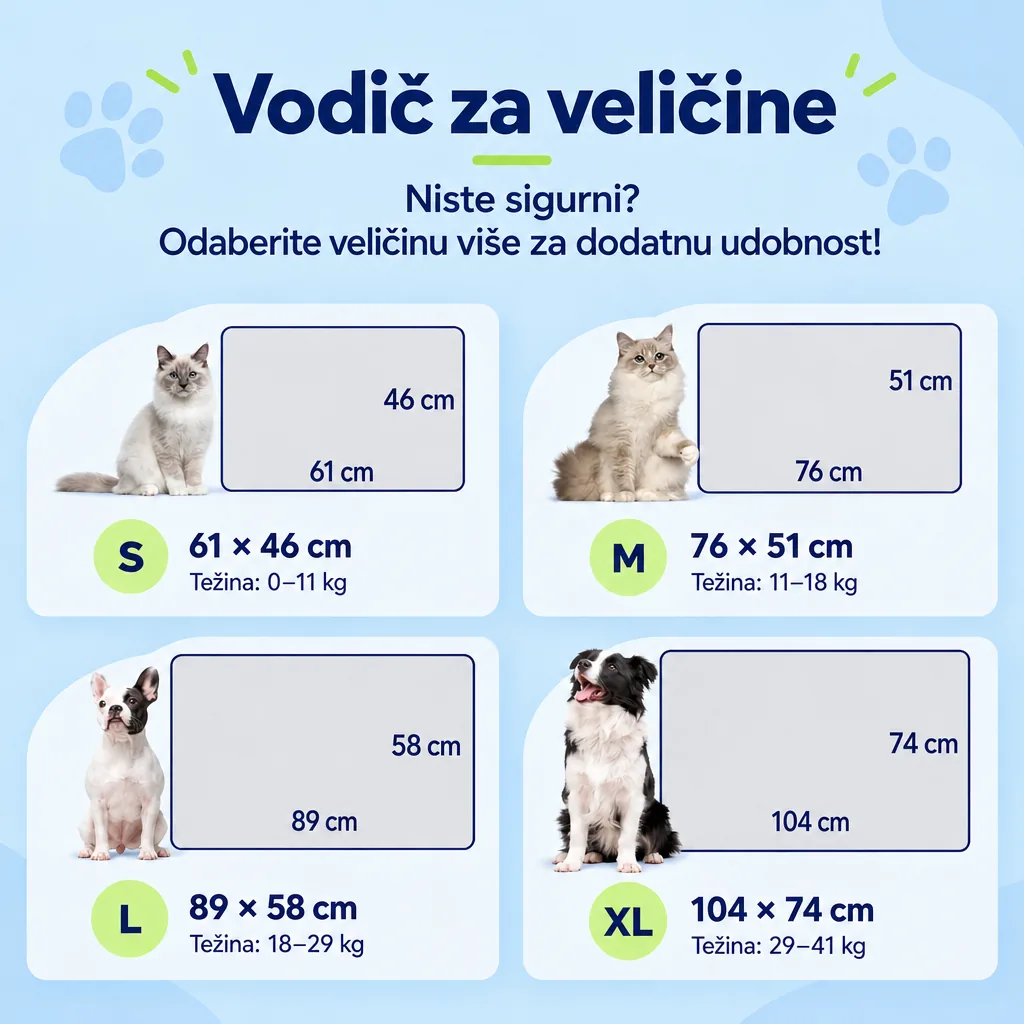 Vodič za veličine
Niste sigurni?
Odaberite veličinu više za dodatnu udobnost!
46 cm
61 cm
S
61 × 46 cm
Težina: 0–11 kg
51 cm
76 cm
M
76 × 51 cm
Težina: 11–18 kg
58 cm
89 cm
L
89 × 58 cm
Težina: 18–29 kg
74 cm
104 cm
XL
104 × 74 cm
Težina: 29–41 kg